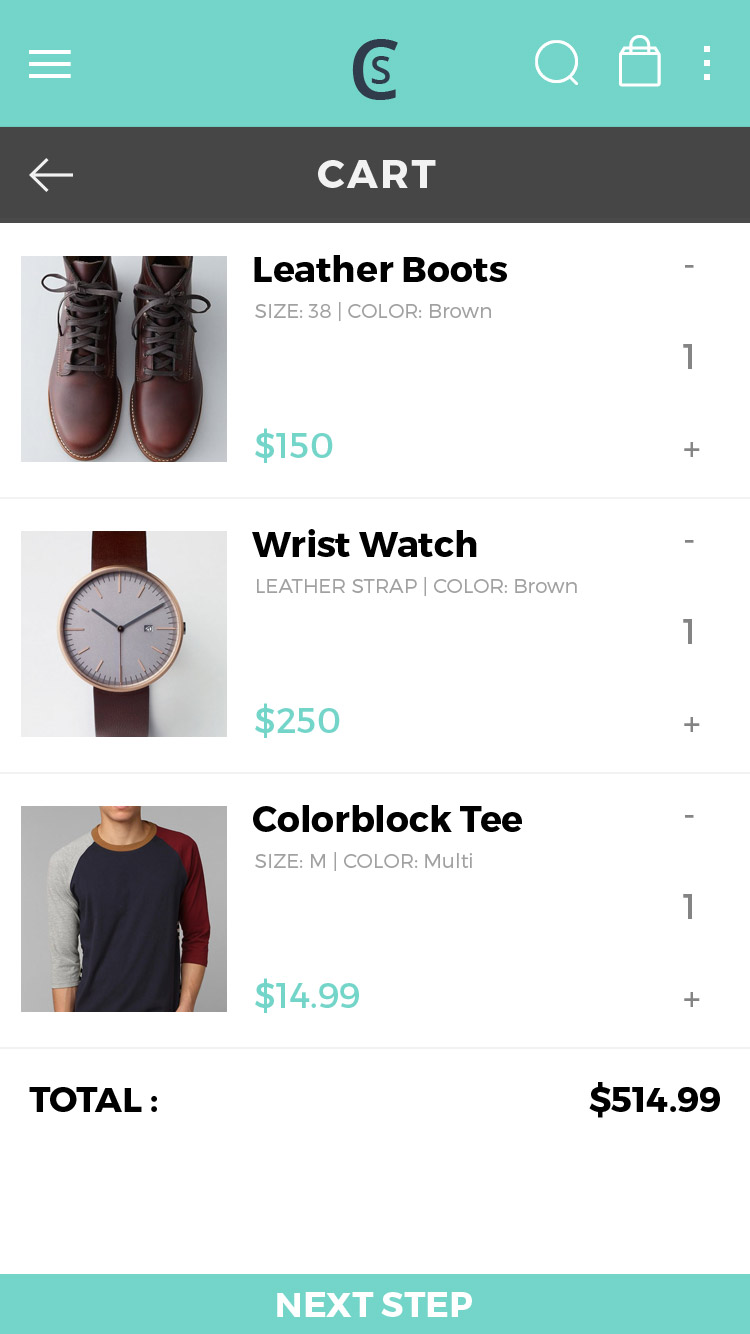 CS
CART
Leather Boots
-
SIZE: 38 | COLOR: Brown
1
$150
+
Wrist Watch
-
LEATHER STRAP | COLOR: Brown
1
$250
+
Colorblock Tee
-
SIZE: M | COLOR: Multi
1
$14.99
+
TOTAL : $514.99
NEXT STEP